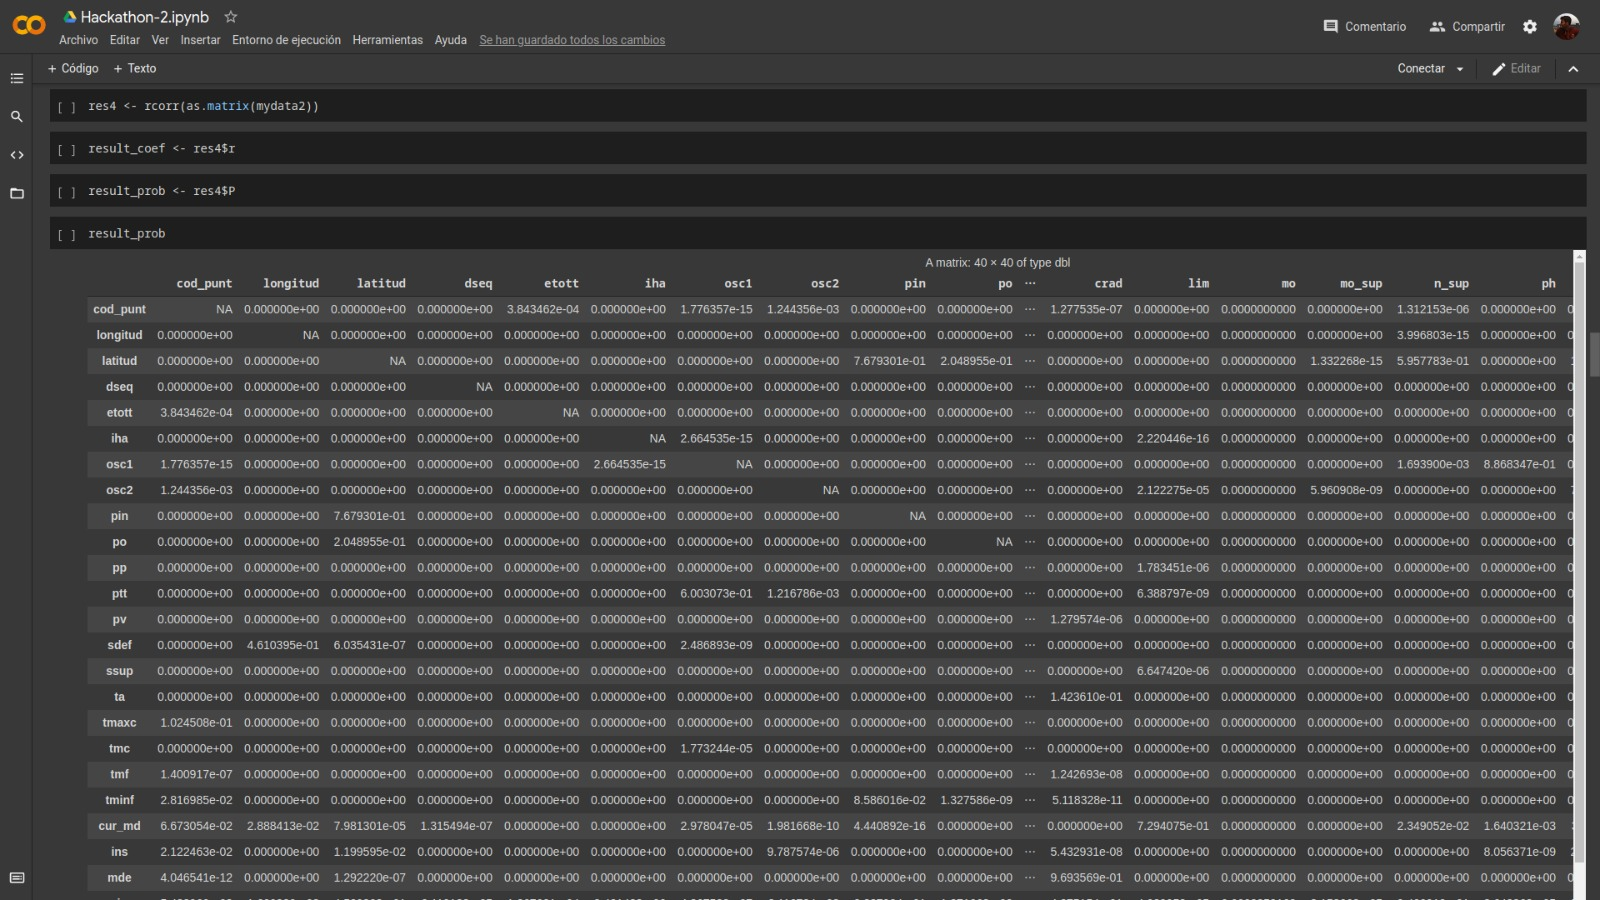 Hackathon-2.ipynb
Archivo Editar Ver Insertar Entorno de ejecución Herramientas Ayuda Se han guardado todos los cambios
Comentario Compartir
+ Código + Texto
Conectar Editar
[ ] res4 <- rcorr(as.matrix(mydata2))
[ ] result_coef <- res4$r
[ ] result_prob <- res4$P
[ ] result_prob
A matrix: 40 × 40 of type dbl
cod_punt longitud latitud dseq etott iha osc1 osc2 pin po ⋯ crad lim mo mo_sup n_sup ph
cod_punt NA 0.000000e+00 0.000000e+00 0.000000e+00 3.843462e-04 0.000000e+00 1.776357e-15 1.244356e-03 0.000000e+00 0.000000e+00 ⋯ 1.277535e-07 0.000000e+00 0.0000000000 0.000000e+00 1.312153e-06 0.000000e+00
longitud 0.000000e+00 NA 0.000000e+00 0.000000e+00 0.000000e+00 0.000000e+00 0.000000e+00 0.000000e+00 0.000000e+00 0.000000e+00 ⋯ 0.000000e+00 0.000000e+00 0.0000000000 0.000000e+00 3.996803e-15 0.000000e+00
latitud 0.000000e+00 0.000000e+00 NA 0.000000e+00 0.000000e+00 0.000000e+00 0.000000e+00 0.000000e+00 7.679301e-01 2.048955e-01 ⋯ 0.000000e+00 0.000000e+00 0.0000000000 1.332268e-15 5.957783e-01 0.000000e+00
dseq 0.000000e+00 0.000000e+00 0.000000e+00 NA 0.000000e+00 0.000000e+00 0.000000e+00 0.000000e+00 0.000000e+00 0.000000e+00 ⋯ 0.000000e+00 0.000000e+00 0.0000000000 0.000000e+00 0.000000e+00 0.000000e+00
etott 3.843462e-04 0.000000e+00 0.000000e+00 0.000000e+00 NA 0.000000e+00 0.000000e+00 0.000000e+00 0.000000e+00 0.000000e+00 ⋯ 0.000000e+00 0.000000e+00 0.0000000000 0.000000e+00 0.000000e+00 0.000000e+00
iha 0.000000e+00 0.000000e+00 0.000000e+00 0.000000e+00 0.000000e+00 NA 2.664535e-15 0.000000e+00 0.000000e+00 0.000000e+00 ⋯ 0.000000e+00 2.220446e-16 0.0000000000 0.000000e+00 0.000000e+00 0.000000e+00
osc1 1.776357e-15 0.000000e+00 0.000000e+00 0.000000e+00 0.000000e+00 2.664535e-15 NA 0.000000e+00 0.000000e+00 0.000000e+00 ⋯ 0.000000e+00 0.000000e+00 0.0000000000 0.000000e+00 1.693900e-03 8.868347e-01
osc2 1.244356e-03 0.000000e+00 0.000000e+00 0.000000e+00 0.000000e+00 0.000000e+00 0.000000e+00 NA 0.000000e+00 0.000000e+00 ⋯ 0.000000e+00 2.122275e-05 0.0000000000 5.960908e-09 0.000000e+00 0.000000e+00
pin 0.000000e+00 0.000000e+00 7.679301e-01 0.000000e+00 0.000000e+00 0.000000e+00 0.000000e+00 0.000000e+00 NA 0.000000e+00 ⋯ 0.000000e+00 0.000000e+00 0.0000000000 0.000000e+00 0.000000e+00 0.000000e+00
po 0.000000e+00 0.000000e+00 2.048955e-01 0.000000e+00 0.000000e+00 0.000000e+00 0.000000e+00 0.000000e+00 0.000000e+00 NA ⋯ 0.000000e+00 0.000000e+00 0.0000000000 0.000000e+00 0.000000e+00 0.000000e+00
pp 0.000000e+00 0.000000e+00 0.000000e+00 0.000000e+00 0.000000e+00 0.000000e+00 0.000000e+00 0.000000e+00 0.000000e+00 0.000000e+00 ⋯ 0.000000e+00 1.783451e-06 0.0000000000 0.000000e+00 0.000000e+00 0.000000e+00
ptt 0.000000e+00 0.000000e+00 0.000000e+00 0.000000e+00 0.000000e+00 0.000000e+00 6.003073e-01 1.216786e-03 0.000000e+00 0.000000e+00 ⋯ 0.000000e+00 6.388797e-09 0.0000000000 0.000000e+00 0.000000e+00 0.000000e+00
pv 0.000000e+00 0.000000e+00 0.000000e+00 0.000000e+00 0.000000e+00 0.000000e+00 0.000000e+00 0.000000e+00 0.000000e+00 0.000000e+00 ⋯ 1.279574e-06 0.000000e+00 0.0000000000 0.000000e+00 0.000000e+00 0.000000e+00
sdef 0.000000e+00 4.610395e-01 6.035431e-07 0.000000e+00 0.000000e+00 0.000000e+00 2.486893e-09 0.000000e+00 0.000000e+00 0.000000e+00 ⋯ 0.000000e+00 0.000000e+00 0.0000000000 0.000000e+00 0.000000e+00 0.000000e+00
ssup 0.000000e+00 0.000000e+00 0.000000e+00 0.000000e+00 0.000000e+00 0.000000e+00 0.000000e+00 0.000000e+00 0.000000e+00 0.000000e+00 ⋯ 0.000000e+00 6.647420e-06 0.0000000000 0.000000e+00 0.000000e+00 0.000000e+00
ta 0.000000e+00 0.000000e+00 0.000000e+00 0.000000e+00 0.000000e+00 0.000000e+00 0.000000e+00 0.000000e+00 0.000000e+00 0.000000e+00 ⋯ 1.423610e-01 0.000000e+00 0.0000000000 0.000000e+00 0.000000e+00 0.000000e+00
tmaxc 1.024508e-01 0.000000e+00 0.000000e+00 0.000000e+00 0.000000e+00 0.000000e+00 0.000000e+00 0.000000e+00 0.000000e+00 0.000000e+00 ⋯ 0.000000e+00 0.000000e+00 0.0000000000 0.000000e+00 0.000000e+00 0.000000e+00
tmc 0.000000e+00 0.000000e+00 0.000000e+00 0.000000e+00 0.000000e+00 0.000000e+00 1.773244e-05 0.000000e+00 0.000000e+00 0.000000e+00 ⋯ 0.000000e+00 0.000000e+00 0.0000000000 0.000000e+00 0.000000e+00 0.000000e+00
tmf 1.400917e-07 0.000000e+00 0.000000e+00 0.000000e+00 0.000000e+00 0.000000e+00 0.000000e+00 0.000000e+00 0.000000e+00 0.000000e+00 ⋯ 1.242693e-08 0.000000e+00 0.0000000000 0.000000e+00 0.000000e+00 0.000000e+00
tminf 2.816985e-02 0.000000e+00 0.000000e+00 0.000000e+00 0.000000e+00 0.000000e+00 0.000000e+00 0.000000e+00 8.586016e-02 1.327586e-09 ⋯ 5.118328e-11 0.000000e+00 0.0000000000 0.000000e+00 0.000000e+00 0.000000e+00
cur_md 6.673054e-02 2.888413e-02 7.981301e-05 1.315494e-07 0.000000e+00 0.000000e+00 2.978047e-05 1.981668e-10 4.440892e-16 0.000000e+00 ⋯ 0.000000e+00 7.294075e-01 0.0000000000 0.000000e+00 2.349052e-02 1.640321e-03
ins 2.122463e-02 0.000000e+00 1.199595e-02 0.000000e+00 0.000000e+00 0.000000e+00 0.000000e+00 9.787574e-06 0.000000e+00 0.000000e+00 ⋯ 5.432931e-08 0.000000e+00 0.0000000000 0.000000e+00 0.000000e+00 8.056371e-09
mde 4.046541e-12 0.000000e+00 1.292220e-07 0.000000e+00 0.000000e+00 0.000000e+00 0.000000e+00 0.000000e+00 0.000000e+00 0.000000e+00 ⋯ 9.693569e-01 0.000000e+00 0.0000000000 0.000000e+00 0.000000e+00 0.000000e+00